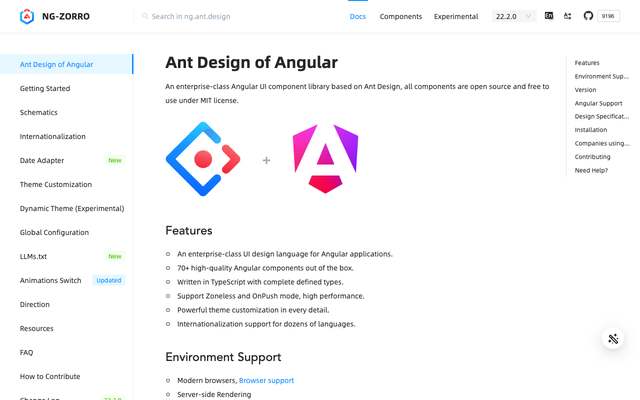 NG-ZORRO
Search in ng.ant.design
Docs
Components
Experimental
22.2.0
En
9196
Ant Design of Angular
Getting Started
Schematics
Internationalization
Date Adapter
New
Theme Customization
Dynamic Theme (Experimental)
Global Configuration
LLMs.txt
New
Animations Switch
Updated
Direction
Resources
FAQ
How to Contribute
Change Log
22.2.0
Ant Design of Angular
An enterprise-class Angular UI component library based on Ant Design, all components are open source and free to
use under MIT license.
+
Features
An enterprise-class UI design language for Angular applications.
70+ high-quality Angular components out of the box.
Written in TypeScript with complete defined types.
Support Zoneless and OnPush mode, high performance.
Powerful theme customization in every detail.
Internationalization support for dozens of languages.
Environment Support
Modern browsers, Browser support
Server-side Rendering
Features
Environment Sup...
Version
Angular Support
Design Specificat...
Installation
Companies using...
Contributing
Need Help?